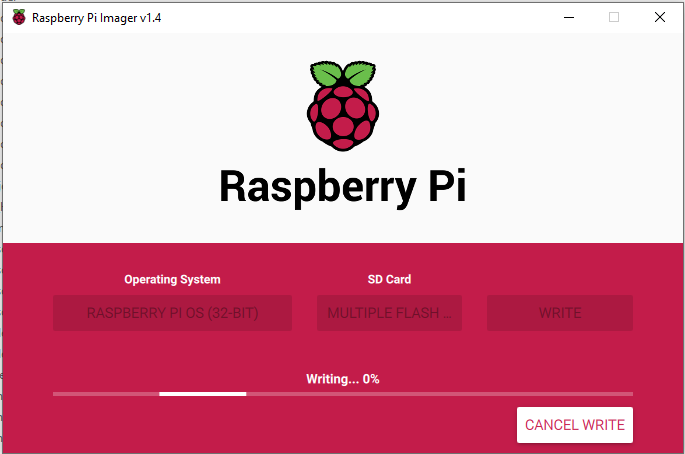 Raspberry Pi Imager v1.4
Raspberry Pi
Operating System
SD Card
RASPBERRY PI OS (32-BIT)
MULTIPLE FLASH ...
WRITE
Writing... 0%
CANCEL WRITE